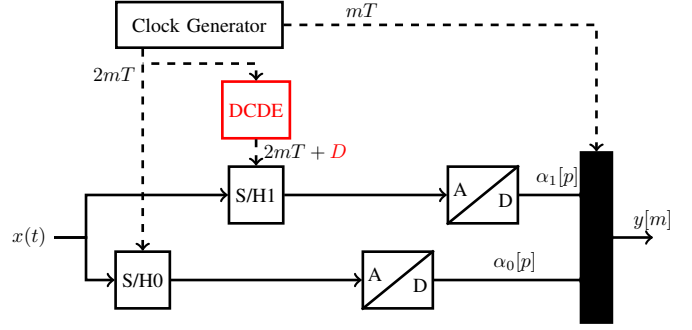 Clock Generator
mT
2mT
DCDE
2mT + D
S/H1
A
D
α₁[p]
x(t)
y[m]
S/H0
A
D
α₀[p]